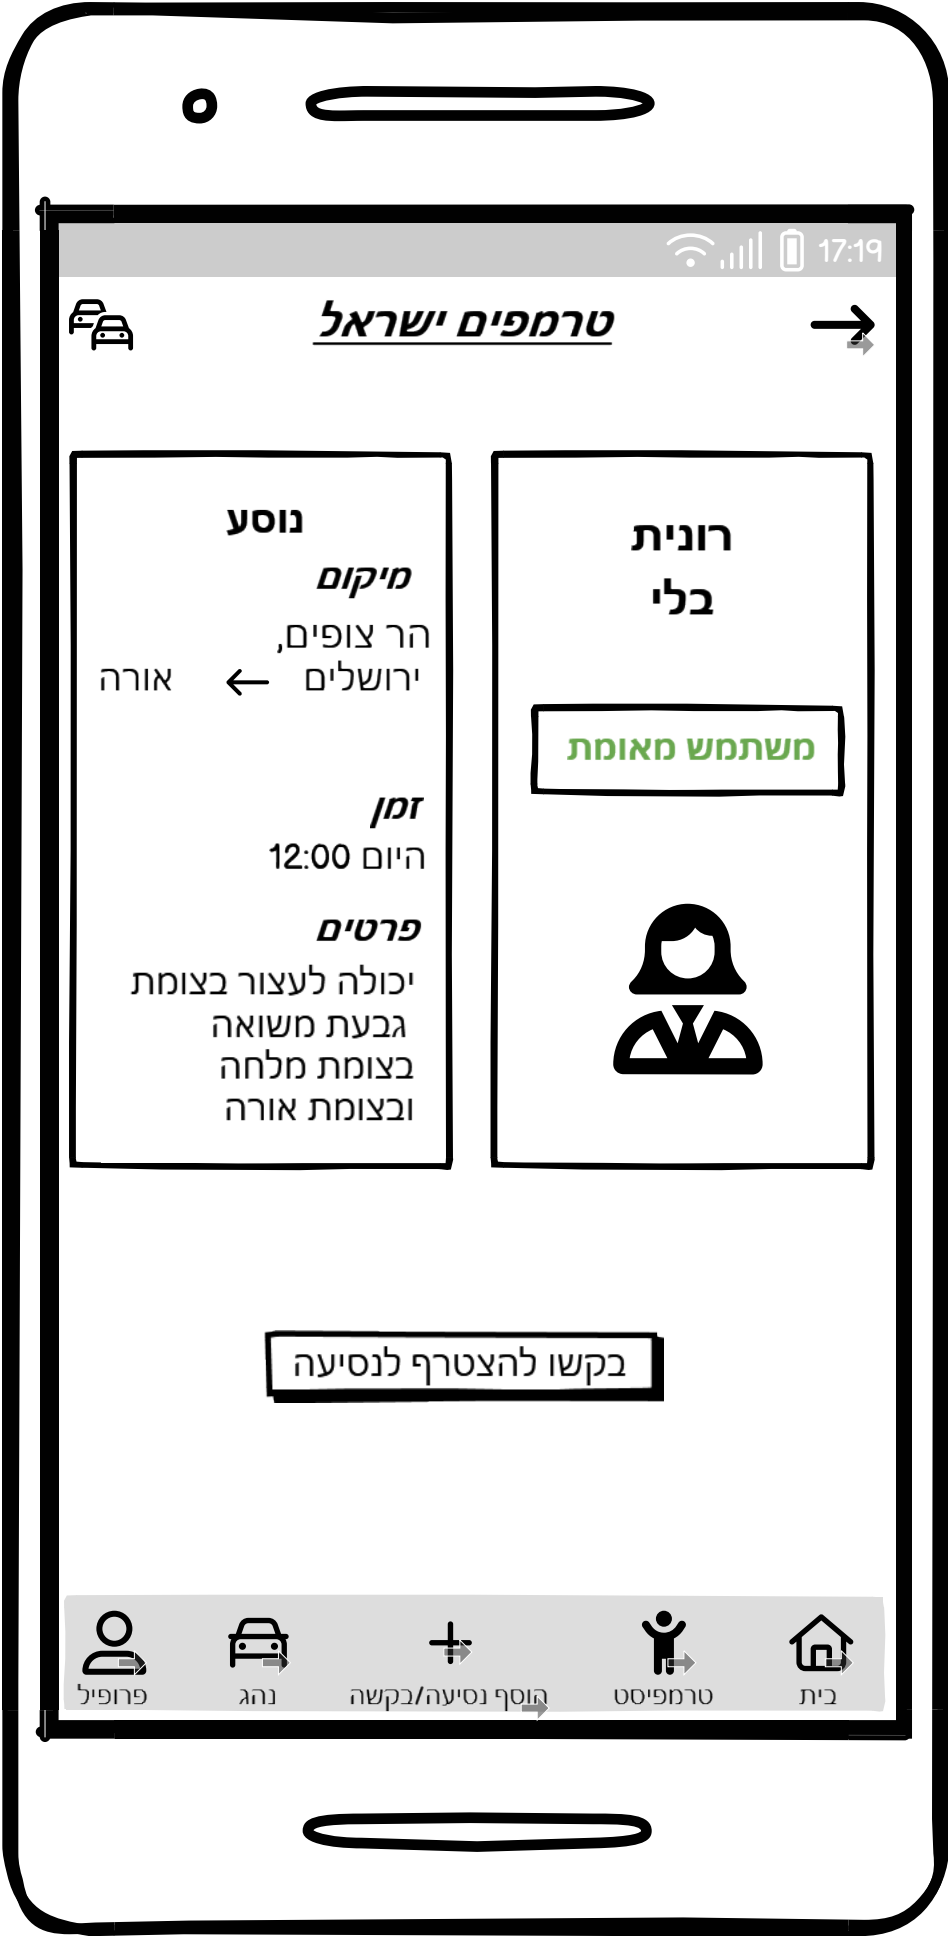 17:19
טרמפים ישראל
רונית
בלי
משתמש מאומת
נוסע
מיקום
הר צופים,
ירושלים ← אורה
זמן
היום 12:00
פרטים
יכולה לעצור בצומת
גבעת משואה
בצומת מלחה
ובצומת אורה
בקשו להצטרף לנסיעה
בית
טרמפיסט
הוסף נסיעה/בקשה
נהג
פרופיל